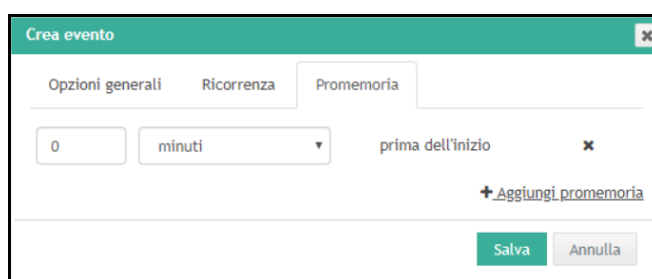 Crea evento
Opzioni generali Ricorrenza Promemoria
0 minuti prima dell'inizio
Aggiungi promemoria
Salva Annulla